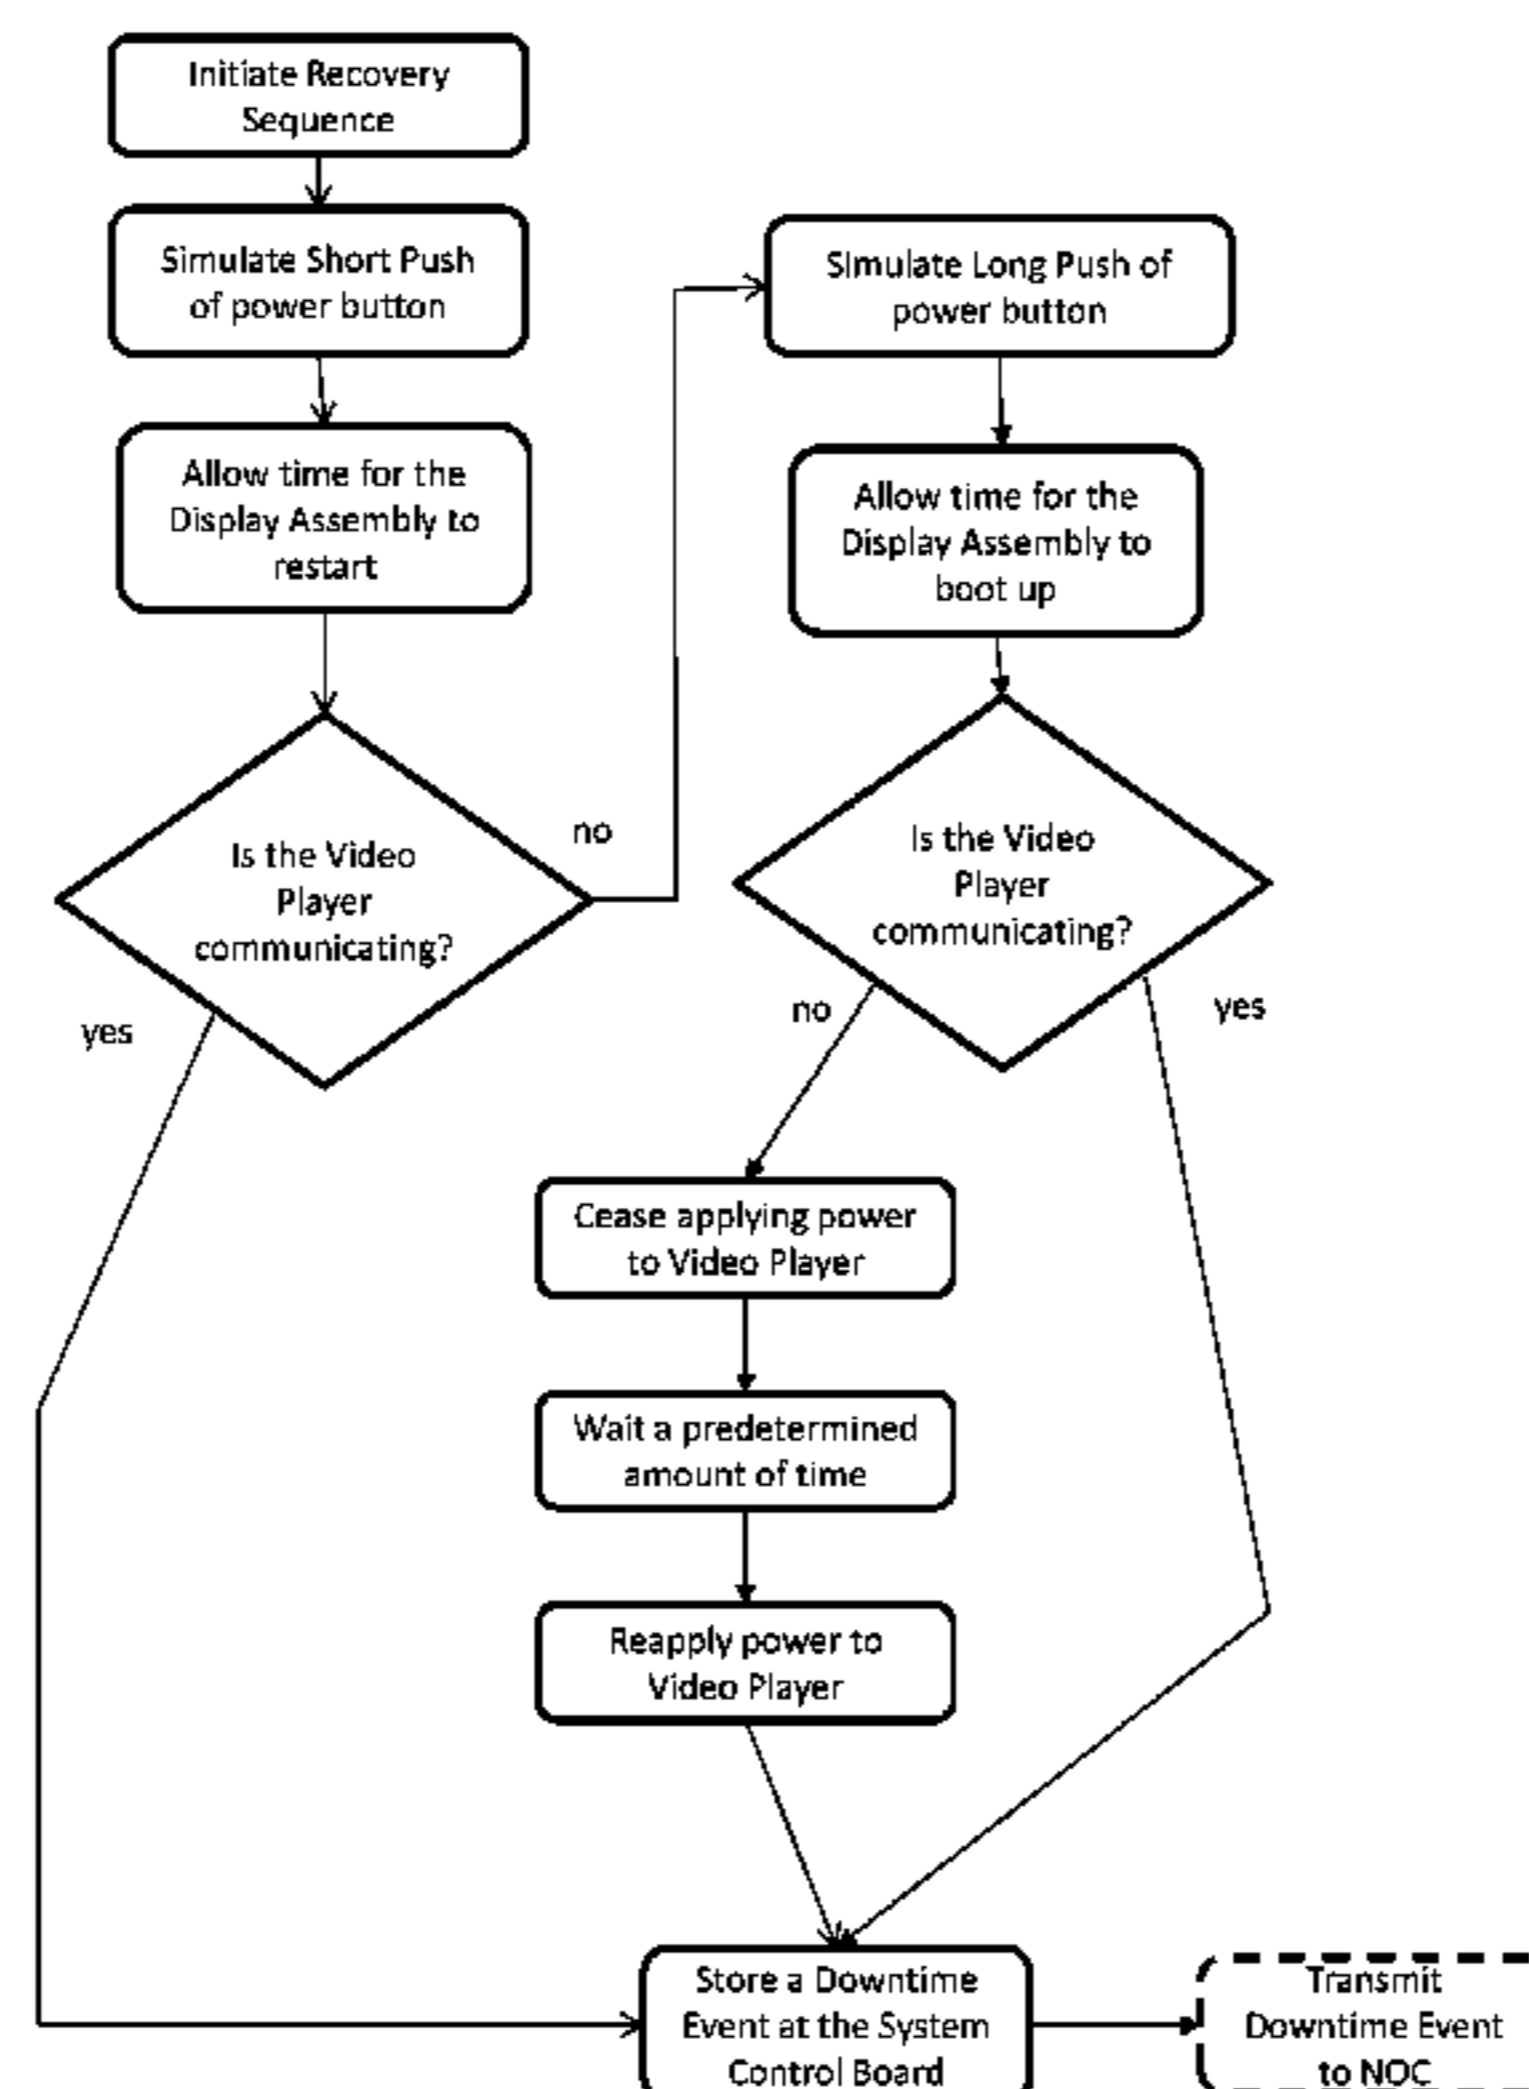 Initiate Recovery
Sequence
Simulate Short Push
of power button
Allow time for the
Display Assembly to
restart
Is the Video
Player
communicating?
yes
no
Simulate Long Push of
power button
Allow time for the
Display Assembly to
boot up
Is the Video
Player
communicating?
no
yes
Cease applying power
to Video Player
Wait a predetermined
amount of time
Reapply power to
Video Player
Store a Downtime
Event at the System
Control Board
Transmit
Downtime Event
to NOC